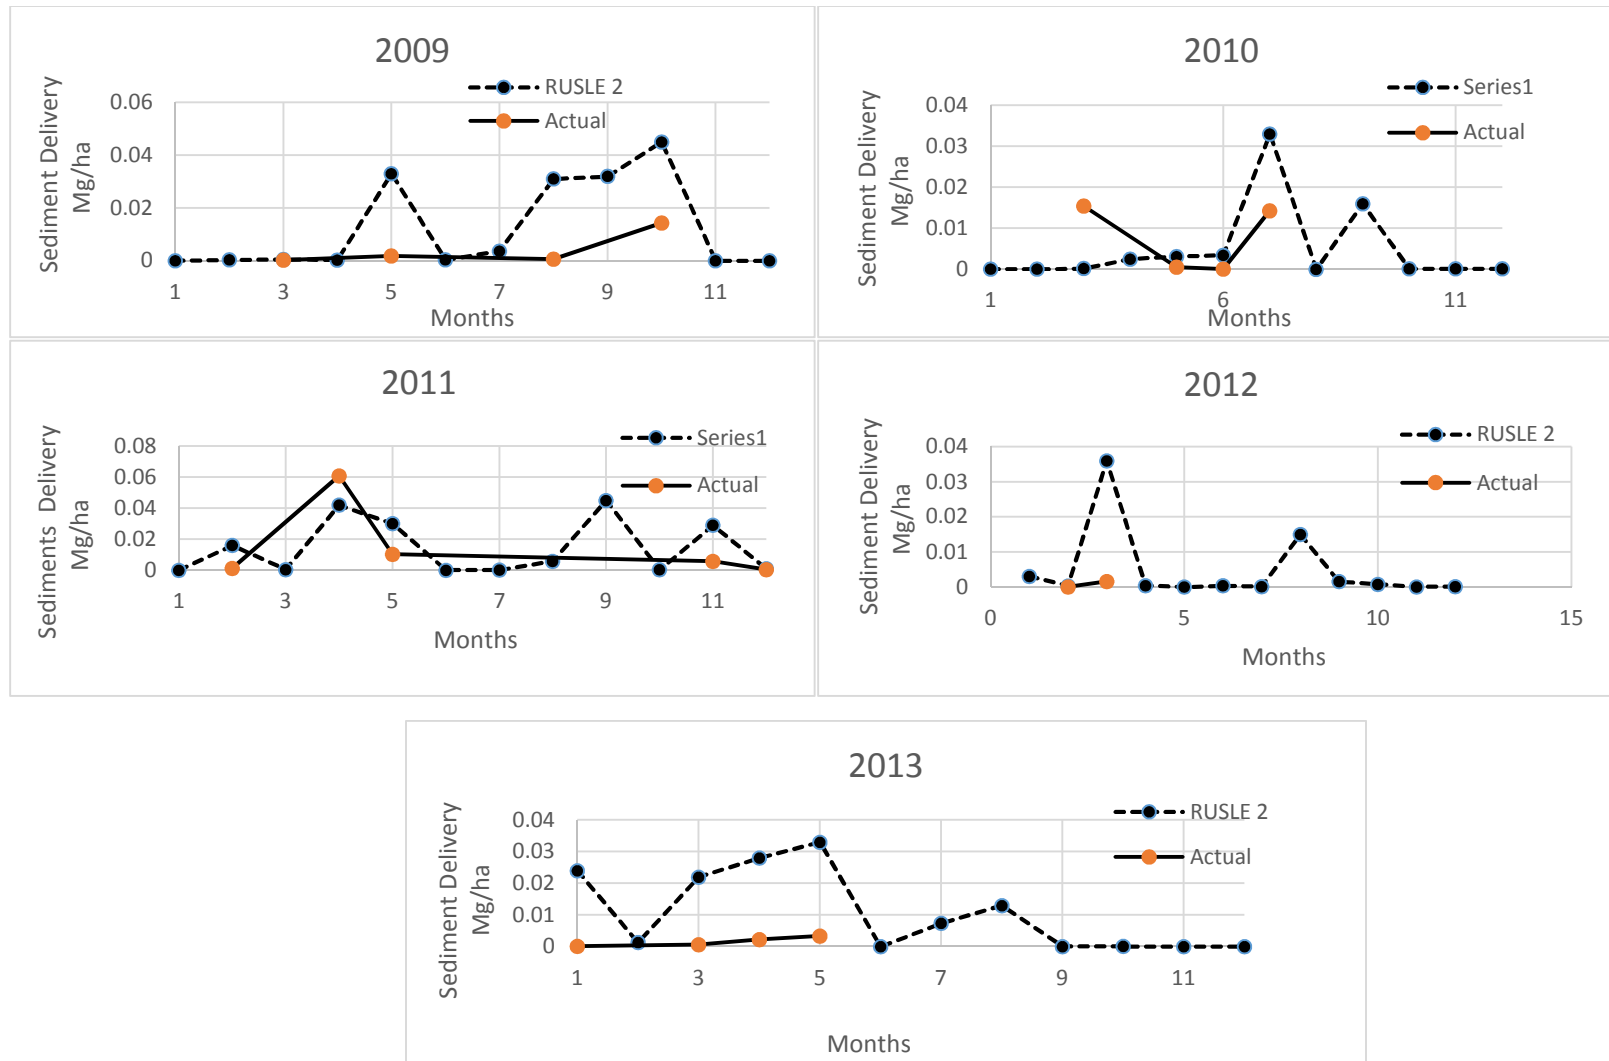 2009
Sediment Delivery
Mg/ha
RUSLE 2
Actual
0.06
0.04
0.02
0
1 3 5 7 9 11
Months
2010
Sediment Delivery
Mg/ha
Series1
Actual
0.04
0.03
0.02
0.01
0
1 6 11
Months
2011
Sediments Delivery
Mg/ha
Series1
Actual
0.08
0.06
0.04
0.02
0
1 3 5 7 9 11
Months
2012
Sediment Delivery
Mg/ha
RUSLE 2
Actual
0.04
0.03
0.02
0.01
0
0 5 10 15
Months
2013
Sediment Delivery
Mg/ha
RUSLE 2
Actual
0.04
0.03
0.02
0.01
0
1 3 5 7 9 11
Months